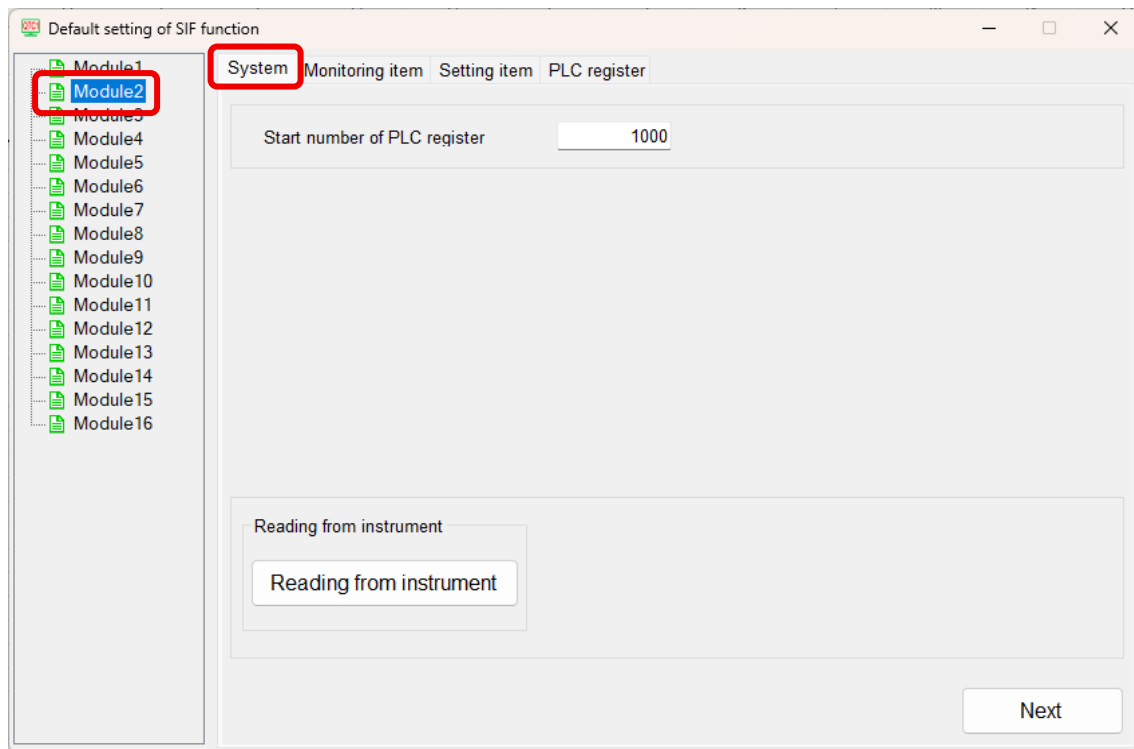 Default setting of SIF function
Module1
Module2
Module3
Module4
Module5
Module6
Module7
Module8
Module9
Module10
Module11
Module12
Module13
Module14
Module15
Module16
System Monitoring item Setting item PLC register
Start number of PLC register 1000
Reading from instrument
Reading from instrument
Next